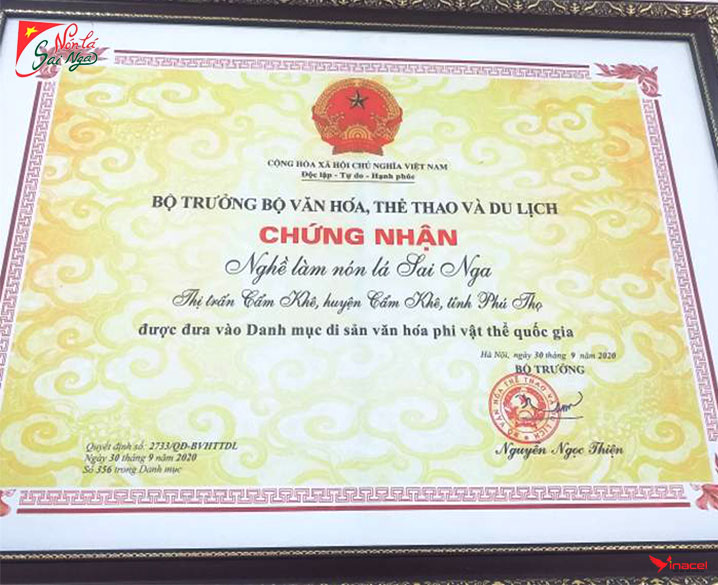 Nón lá
Sai Nga
CỘNG HÒA XÃ HỘI CHỦ NGHĨA VIỆT NAM
Độc lập - Tự do - Hạnh phúc
BỘ TRƯỞNG BỘ VĂN HÓA, THỂ THAO VÀ DU LỊCH
CHỨNG NHẬN
Nghề làm nón lá Sai Nga
Thị trấn Cẩm Khê, huyện Cẩm Khê, tỉnh Phú Thọ
được đưa vào Danh mục di sản văn hóa phi vật thể quốc gia
Hà Nội, ngày 30 tháng 9 năm 2020
BỘ TRƯỞNG
Nguyễn Ngọc Thiện
Quyết định số: 2733/QĐ-BVHTTDL
Ngày 30 tháng 9 năm 2020
Số 356 trong Danh mục
Vinacel